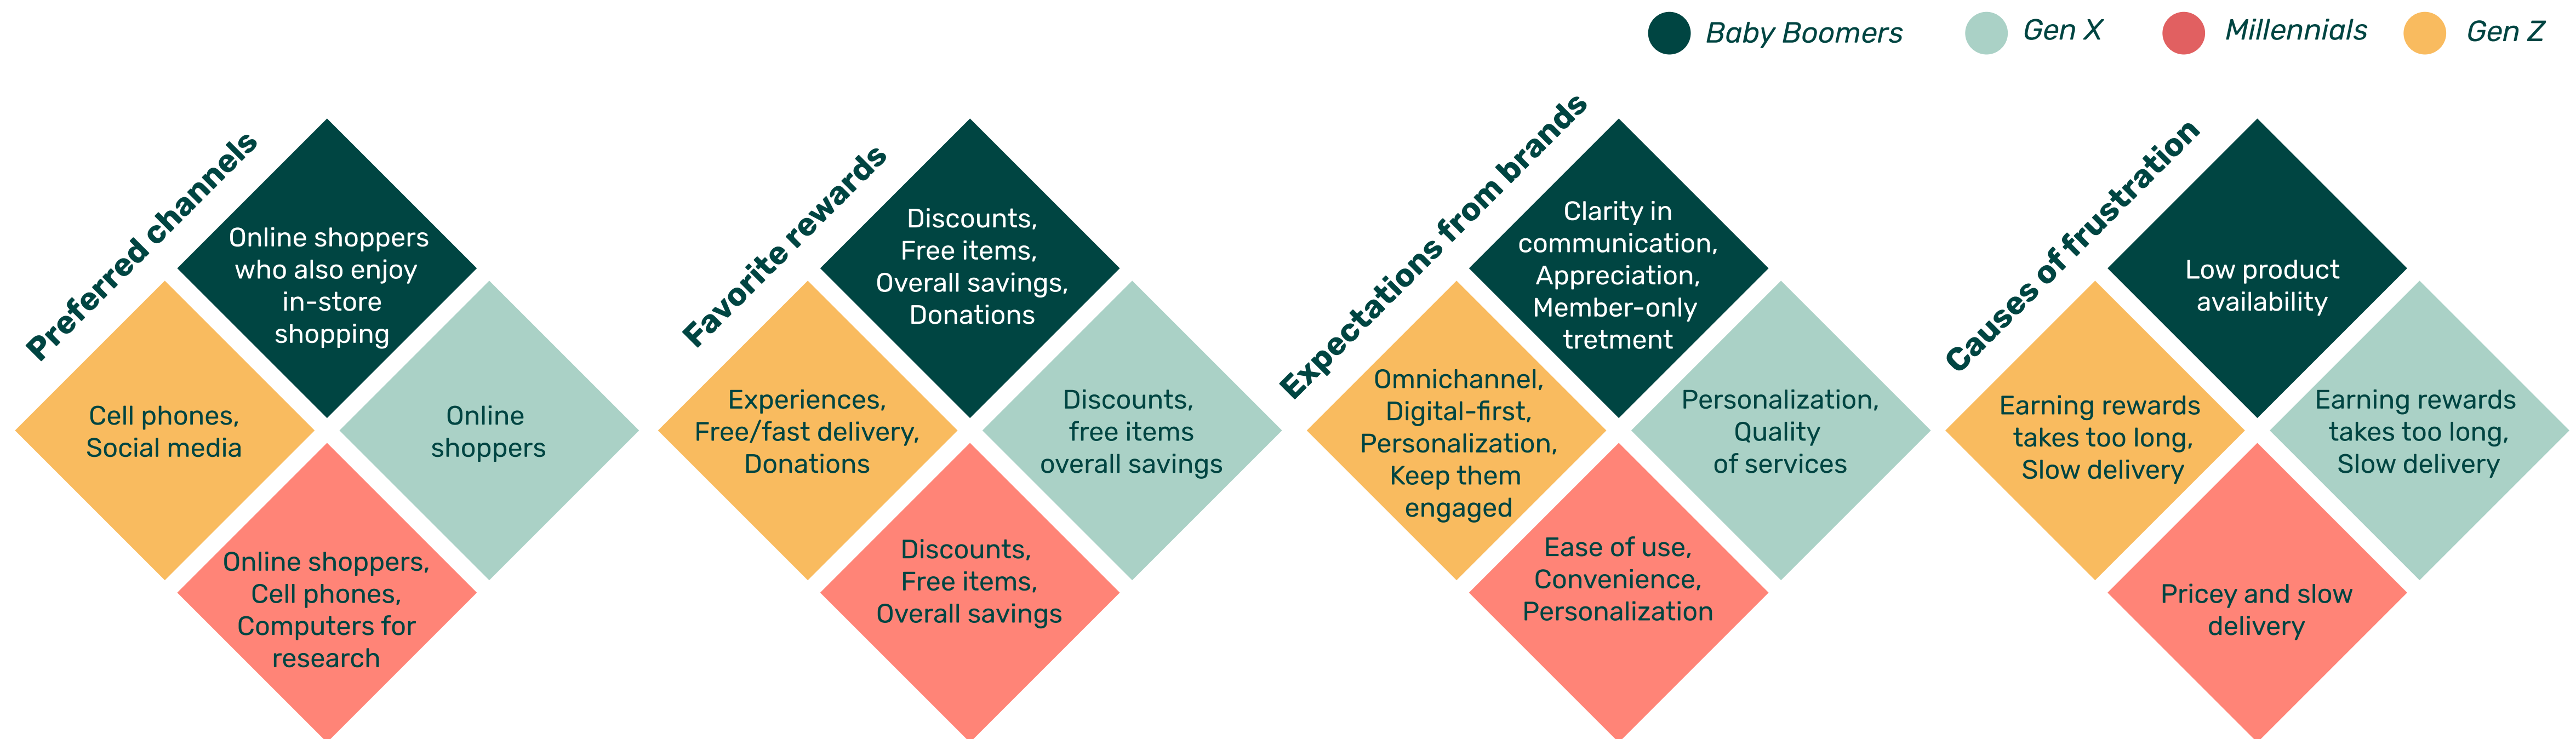 Baby Boomers
Gen X
Millennials
Gen Z
Preferred channels
Online shoppers
who also enjoy
in-store
shopping
Cell phones,
Social media
Online
shoppers
Online shoppers,
Cell phones,
Computers for
research
Favorite rewards
Discounts,
Free items,
Overall savings,
Donations
Experiences,
Free/fast delivery,
Donations
Discounts,
free items
overall savings
Discounts,
Free items,
Overall savings
Expectations from brands
Clarity in
communication,
Appreciation,
Member-only
tretment
Omnichannel,
Digital-first,
Personalization,
Keep them
engaged
Personalization,
Quality
of services
Ease of use,
Convenience,
Personalization
Causes of frustration
Low product
availability
Earning rewards
takes too long,
Slow delivery
Earning rewards
takes too long,
Slow delivery
Pricey and slow
delivery